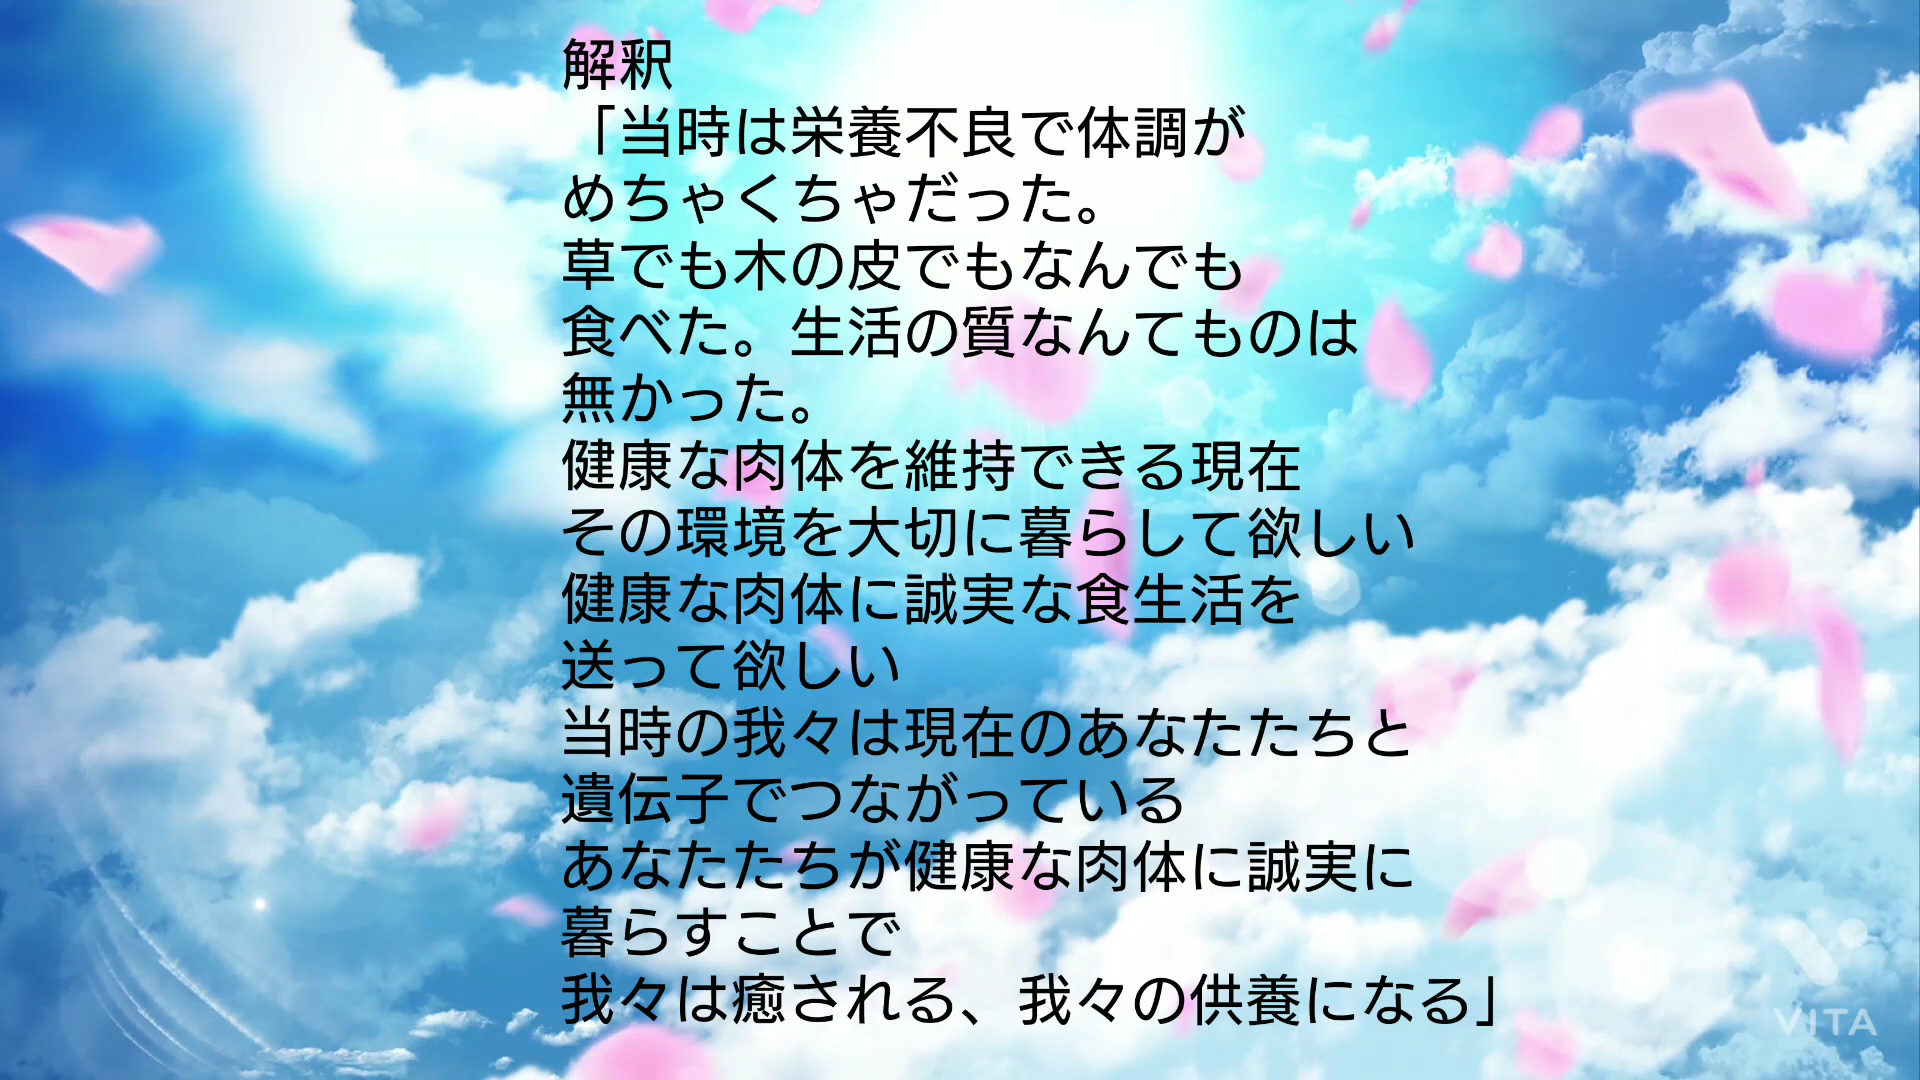 解釈
「当時は栄養不良で体調が
めちゃくちゃだった。
草でも木の皮でもなんでも
食べた。生活の質なんてものは
無かった。
健康な肉体を維持できる現在
その環境を大切に暮らして欲しい
健康な肉体に誠実な食生活を
送って欲しい
当時の我々は現在のあなたたちと
遺伝子でつながっている
あなたたちが健康な肉体に誠実に
暮らすことで
我々は癒される、我々の供養になる」
VITA